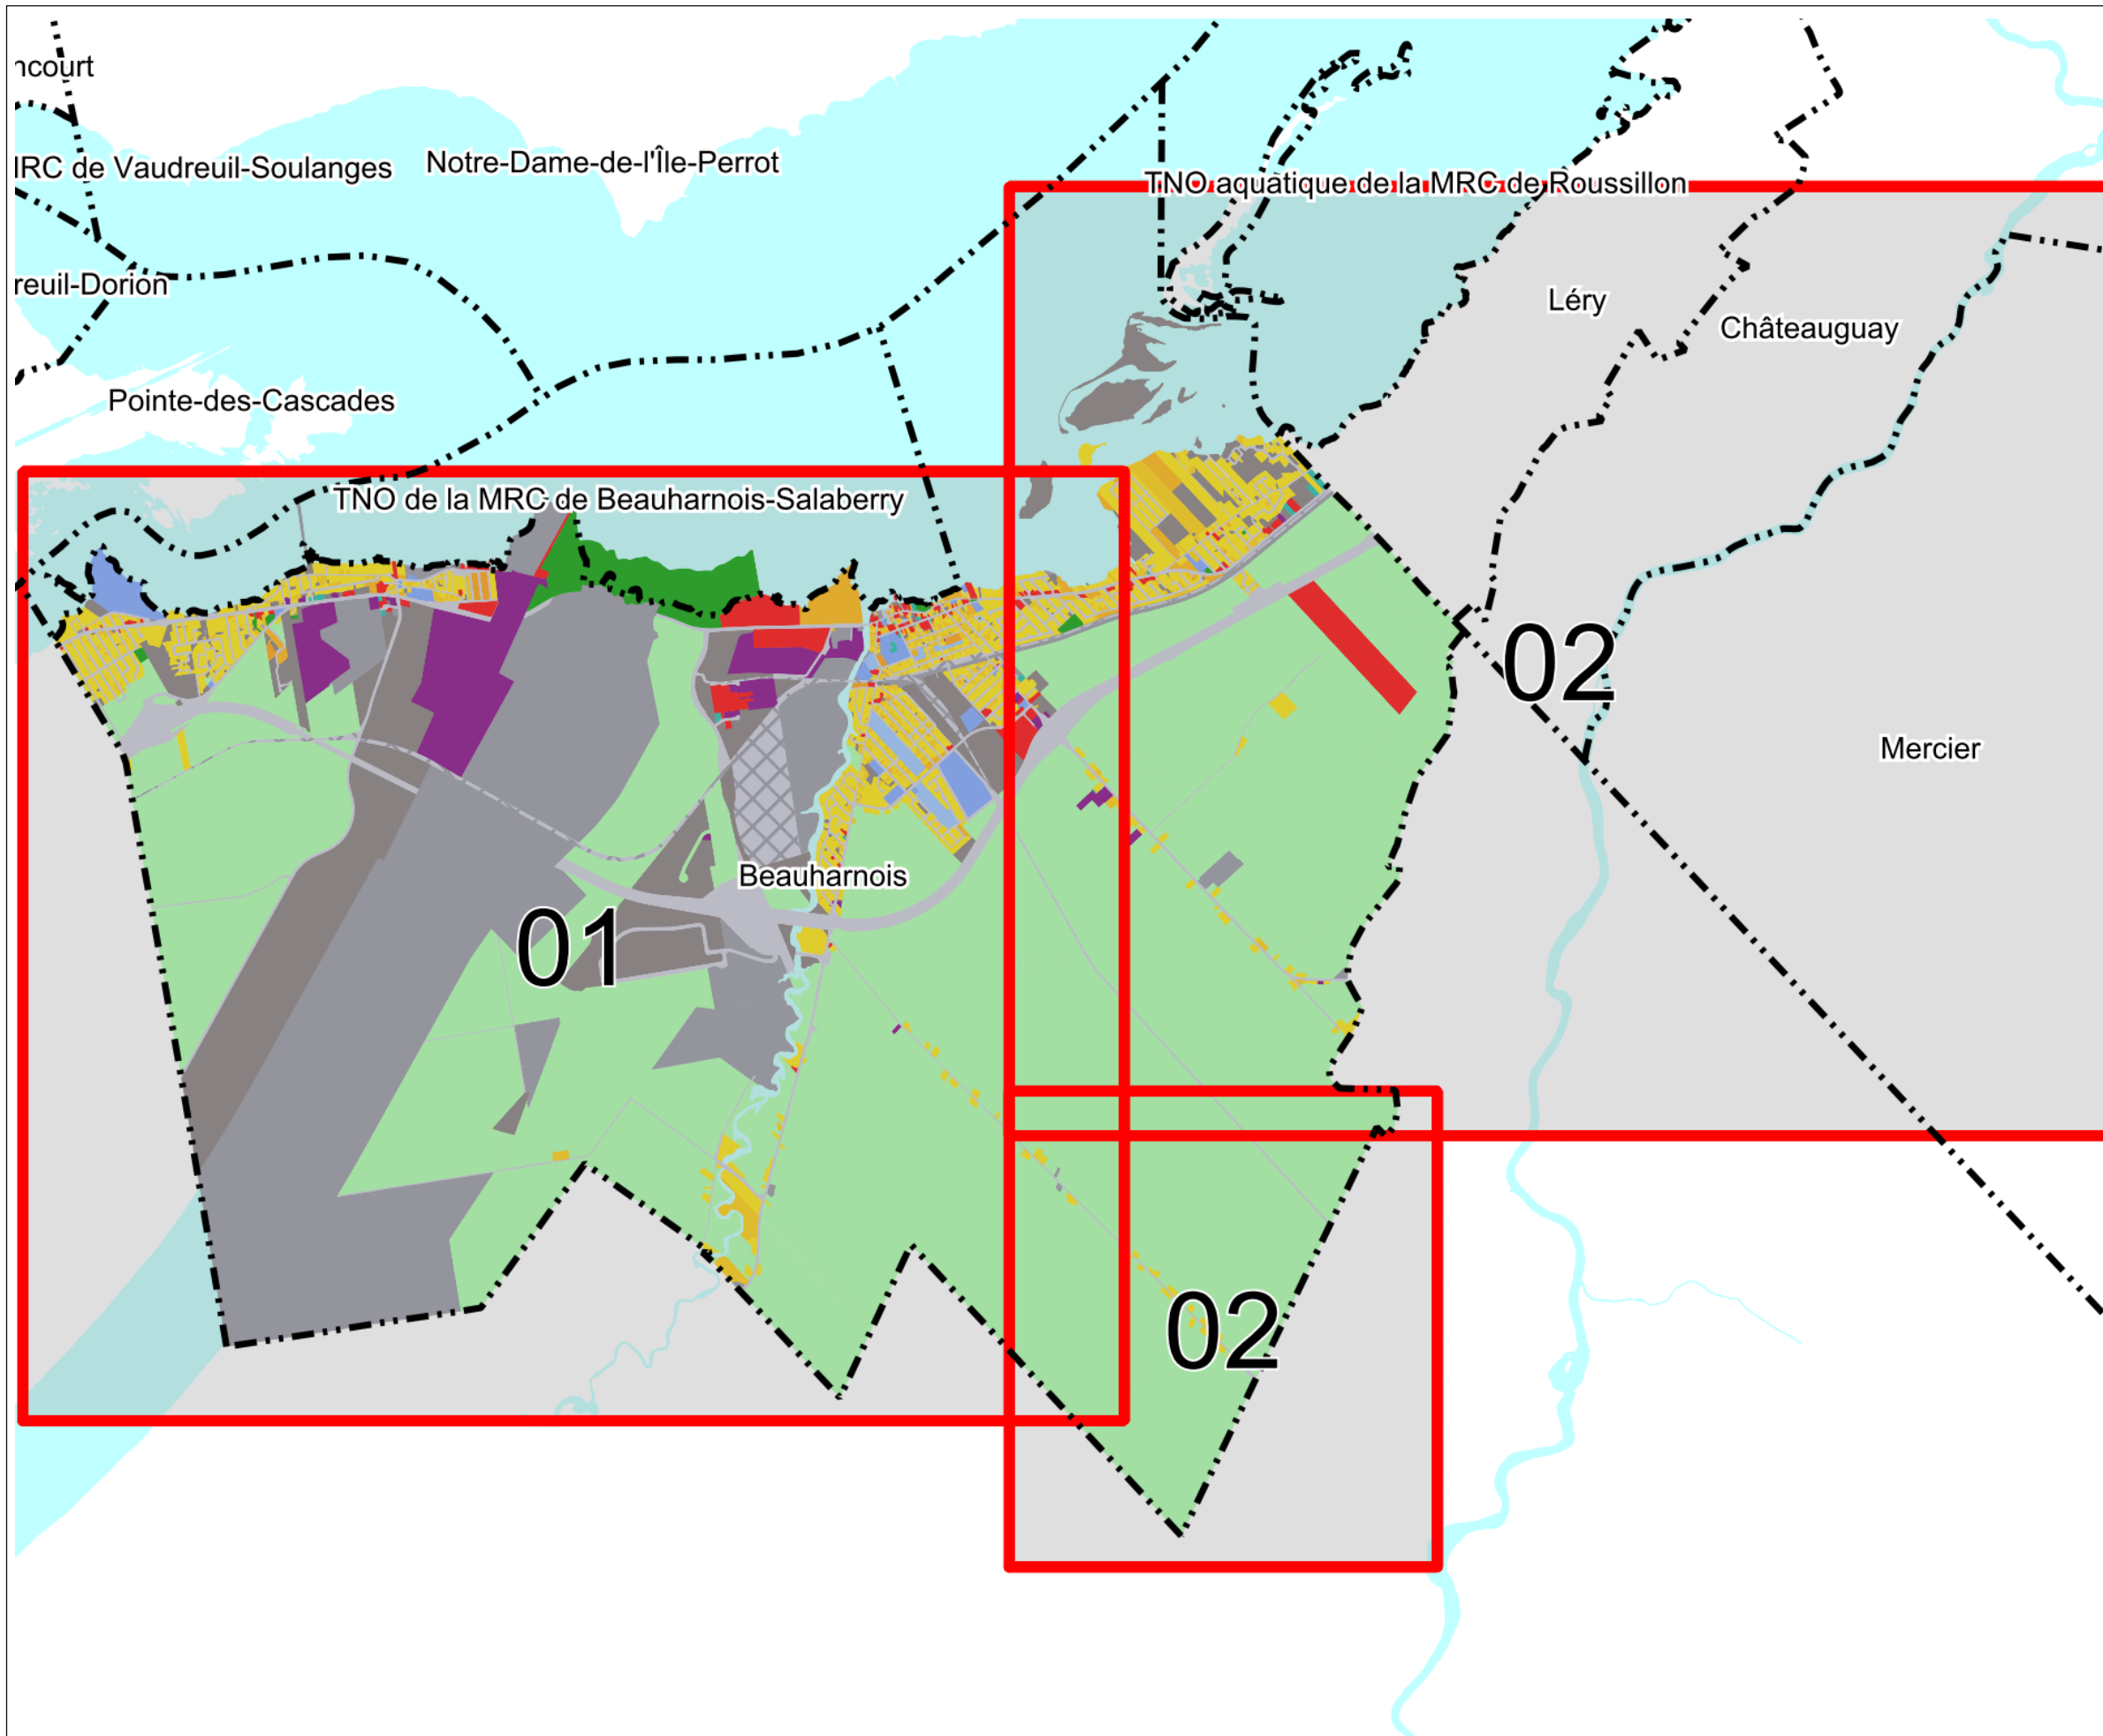 ncourt
Notre-Dame-de-l'Île-Perrot
MRC de Vaudreuil-Soulanges
TNO aquatique de la MRC de Roussillon
reuil-Dorion
Léry
Châteauguay
Pointe-des-Cascades
TNO de la MRC de Beauharnois-Salaberry
02
Mercier
Beauharnois
01
02